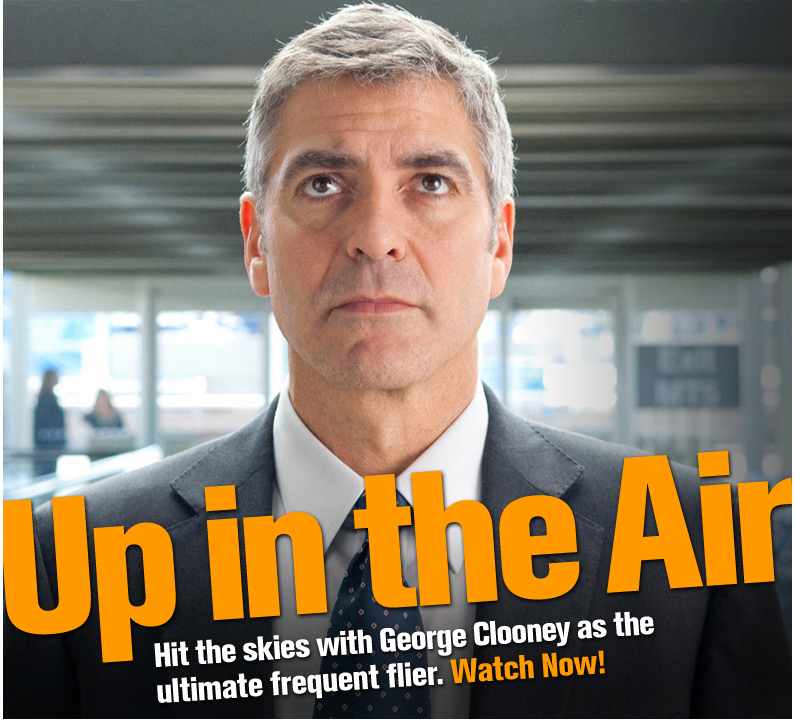 Up in the Air
Hit the skies with George Clooney as the
ultimate frequent flier. Watch Now!